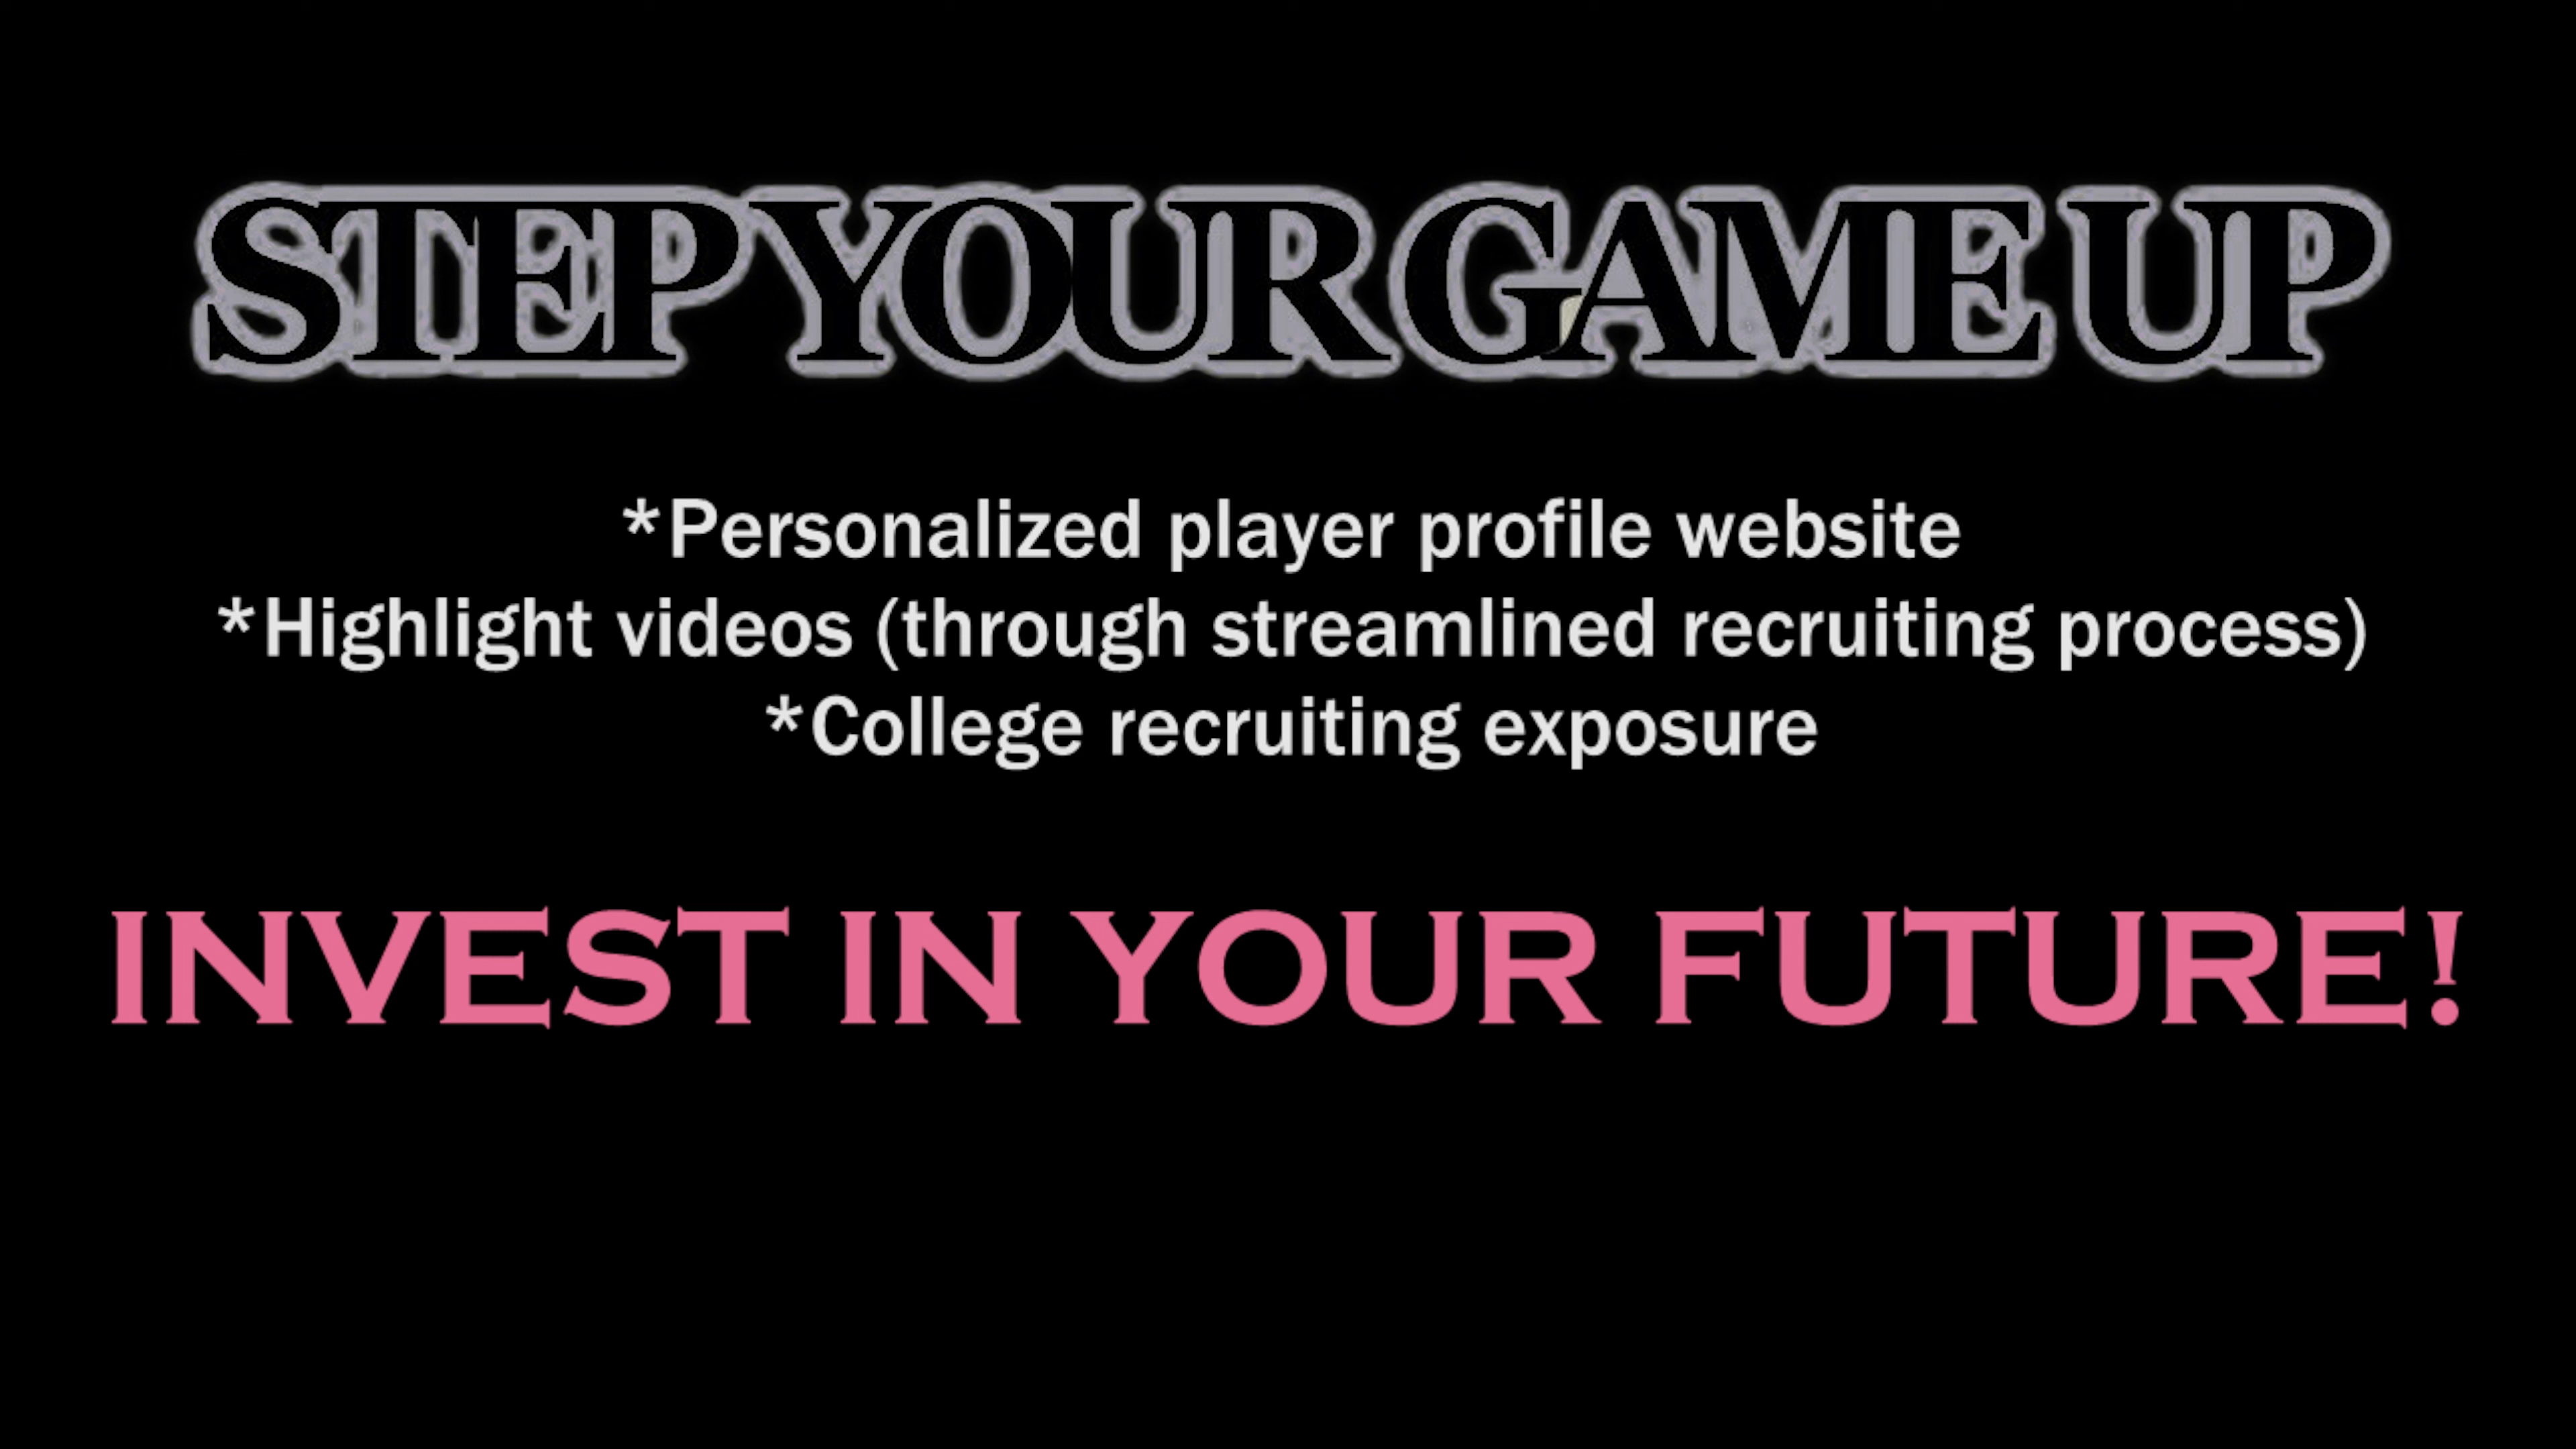 STEP YOUR GAME UP
*Personalized player profile website
*Highlight videos (through streamlined recruiting process)
*College recruiting exposure
INVEST IN YOUR FUTURE!